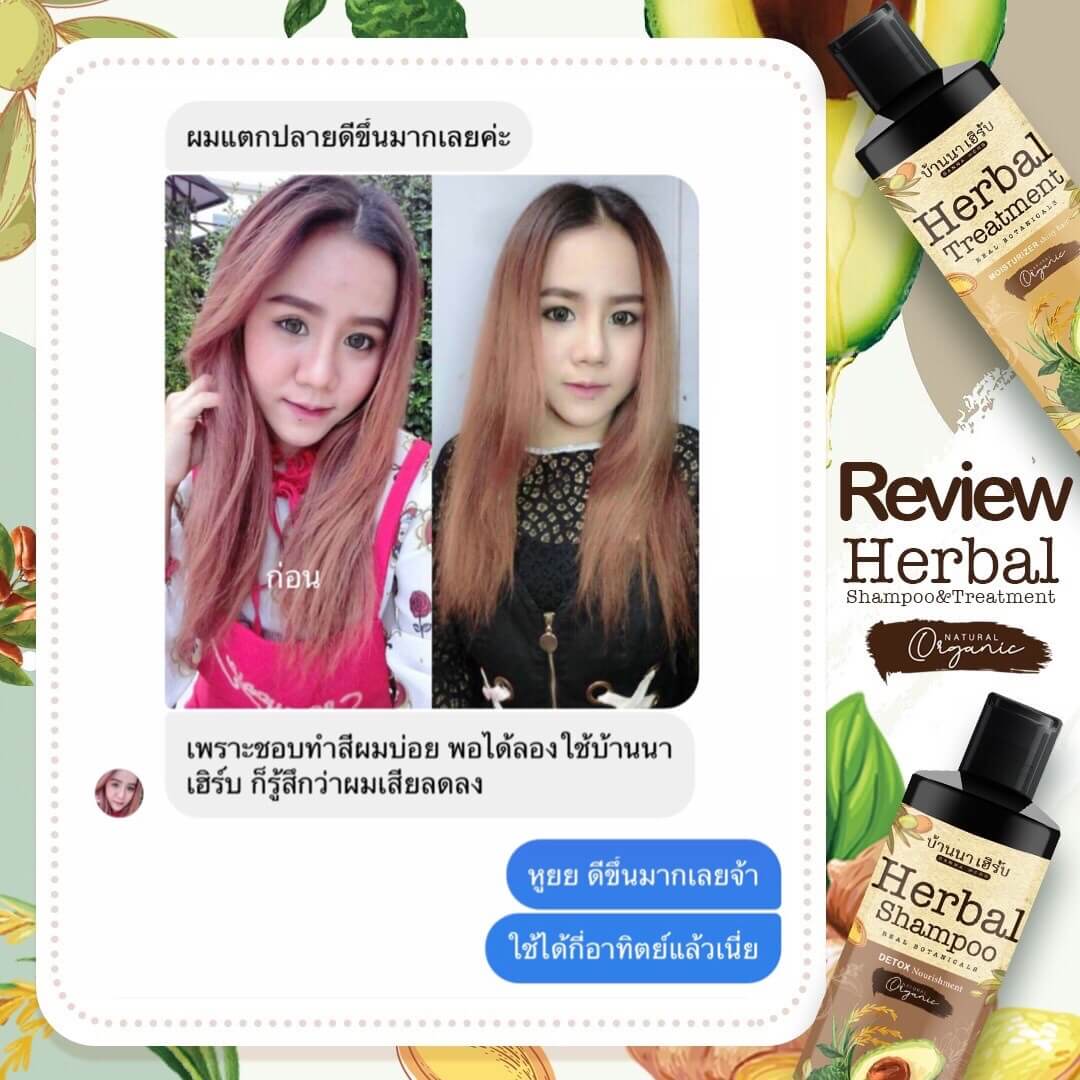 ผมแตกปลายดีขึ้นมากเลยค่ะ
ก่อน
เพราะชอบทำสีผมบ่อย พอได้ลองใช้บ้านนา
เฮิร์บ ก็รู้สึกว่าผมเสียลดลง
หูยย ดีขึ้นมากเลยจ้า
ใช้ได้กี่อาทิตย์แล้วเนี่ย
บ้านนา เฮิร์บ
BANNA HERB
Herbal
Treatment
REAL BOTANICALS
MOISTURIZER
Organic
Review
Herbal
Shampoo&Treatment
NATURAL
Organic
บ้านนา เฮิร์บ
BANNA HERB
Herbal
Shampoo
REAL BOTANICALS
DETOX Nourishment
NATURAL
Organic